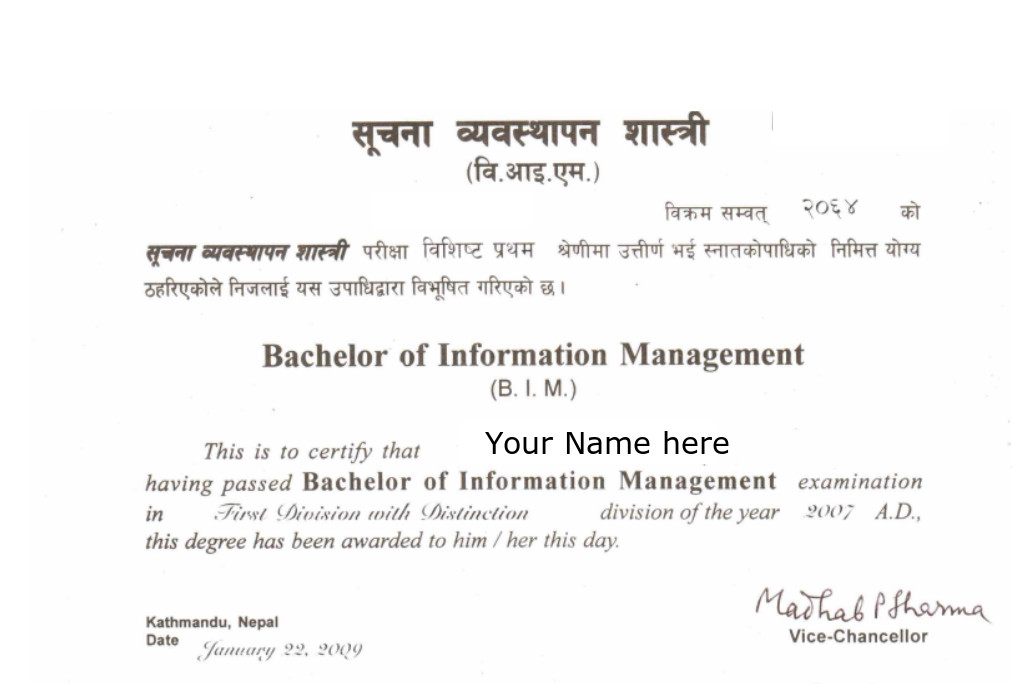 सूचना व्यवस्थापन शास्त्री
(वि.आइ.एम.)
विक्रम सम्वत् २०६४ को
सूचना व्यवस्थापन शास्त्री परीक्षा विशिष्ट प्रथम श्रेणीमा उत्तीर्ण भई स्नातकोपाधिको निमित्त योग्य
ठहरिएकोले निजलाई यस उपाधिद्वारा विभूषित गरिएको छ।
Bachelor of Information Management
(B. I. M.)
This is to certify that Your Name here
having passed Bachelor of Information Management examination
in First Division with Distinction division of the year 2007 A.D.,
this degree has been awarded to him / her this day.
Madhab P Sharma
Kathmandu, Nepal
Vice-Chancellor
Date January 22, 2009